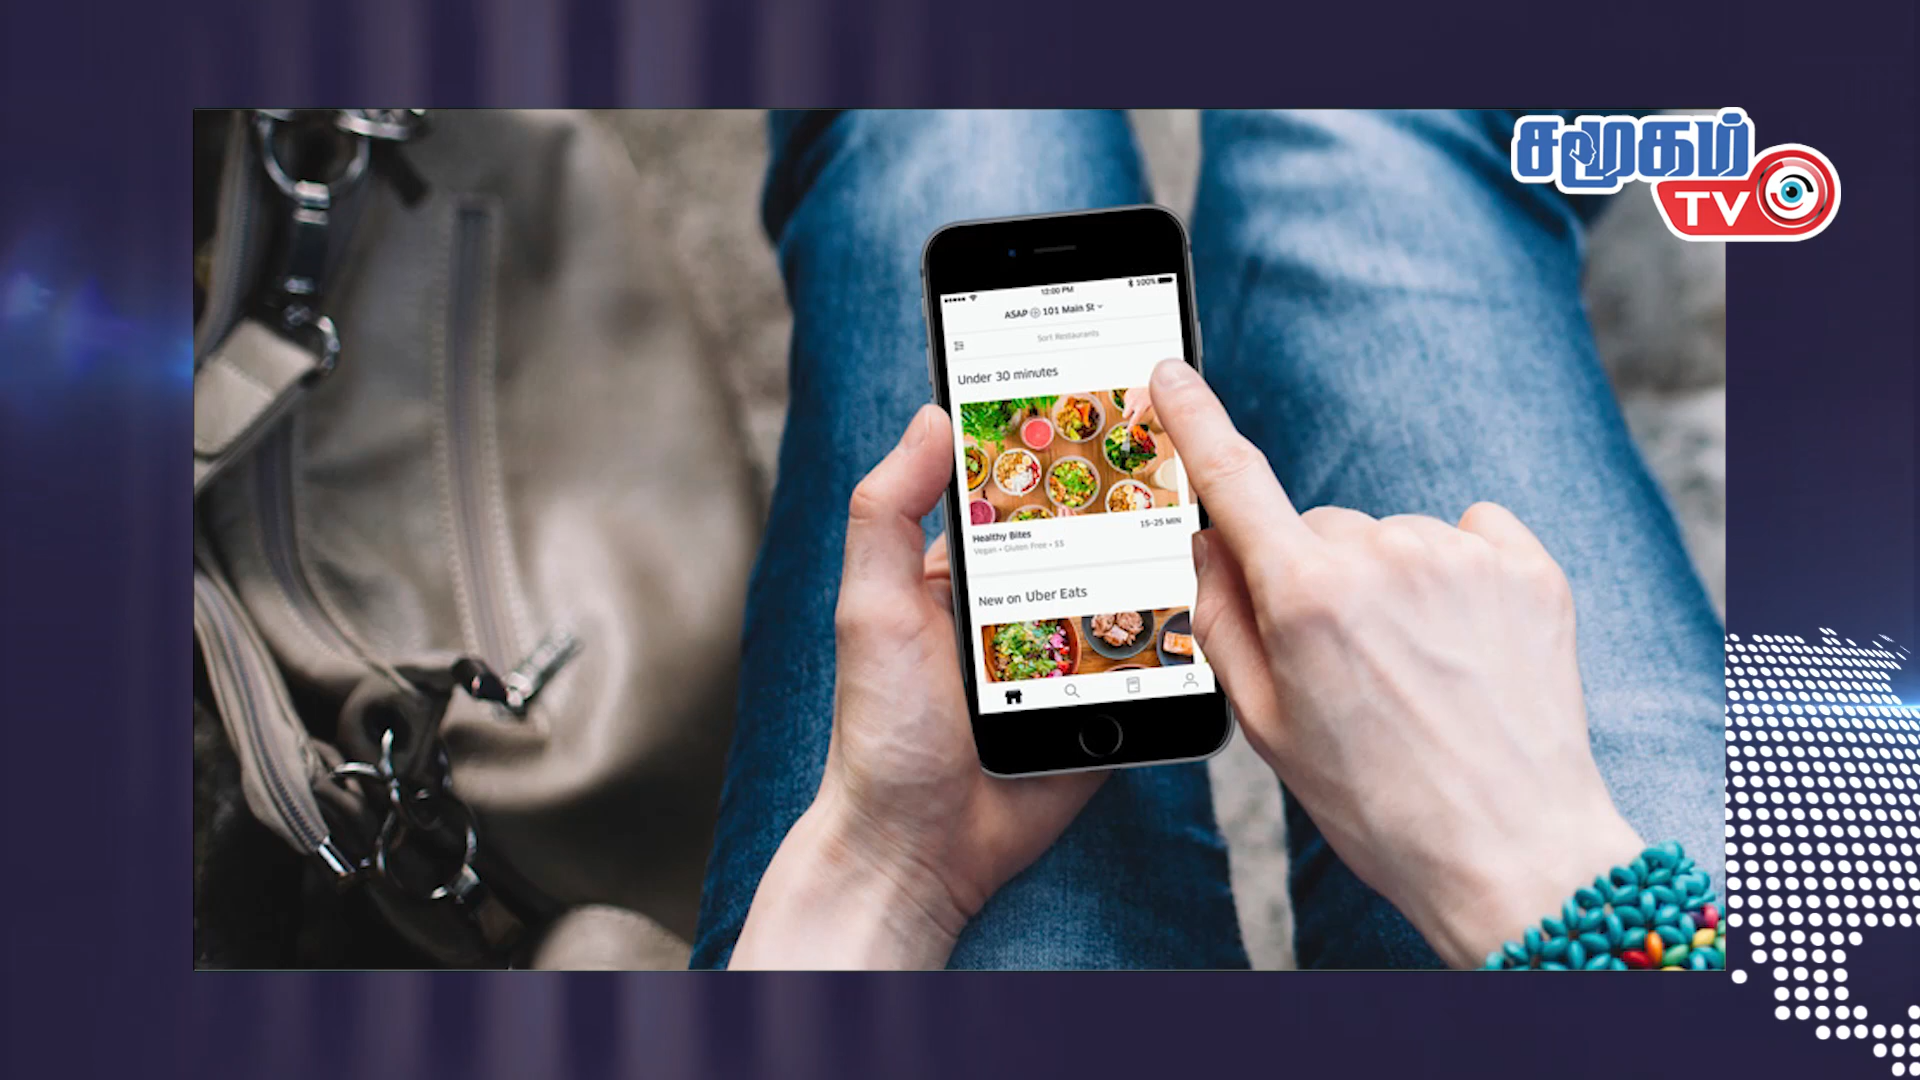 சமூகம்
TV
12:00 PM
100%
ASAP 101 Main St
Sort Restaurants
Under 30 minutes
Healthy Bites
15-25 MIN
Vegan • Gluten Free • $$
New on Uber Eats